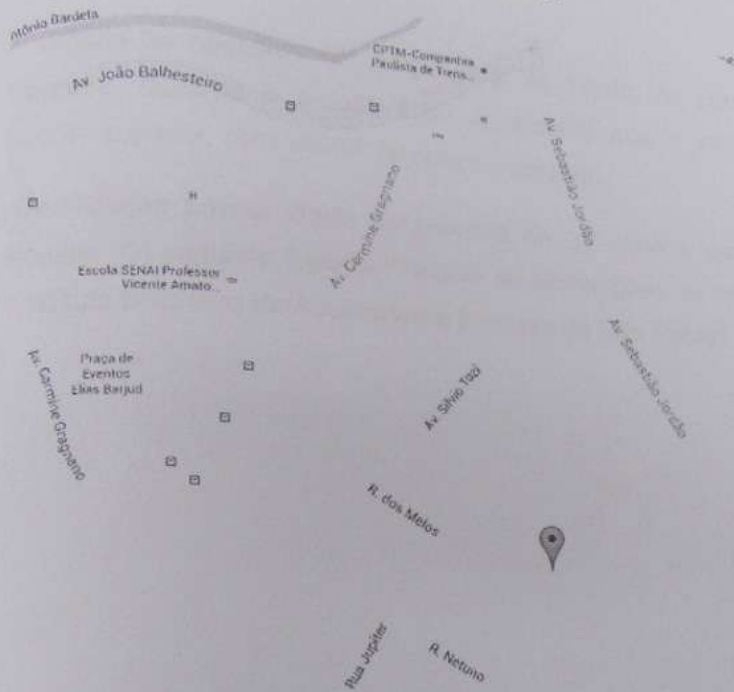 ntônio Bardela
CPTM-Companhia
Paulista de Trens...
Av. João Balhesteiro
Av. Sebastião Jordão
Av. Carmine Gragnano
Escola SENAI Professor
Vicente Amato...
Av. Sebastião Jordão
Av. Carmine Gragnano
Praça de
Eventos
Elias Barjud
Av. Silvio Tozi
R. dos Melos
Rua Jupiter
R. Netuno